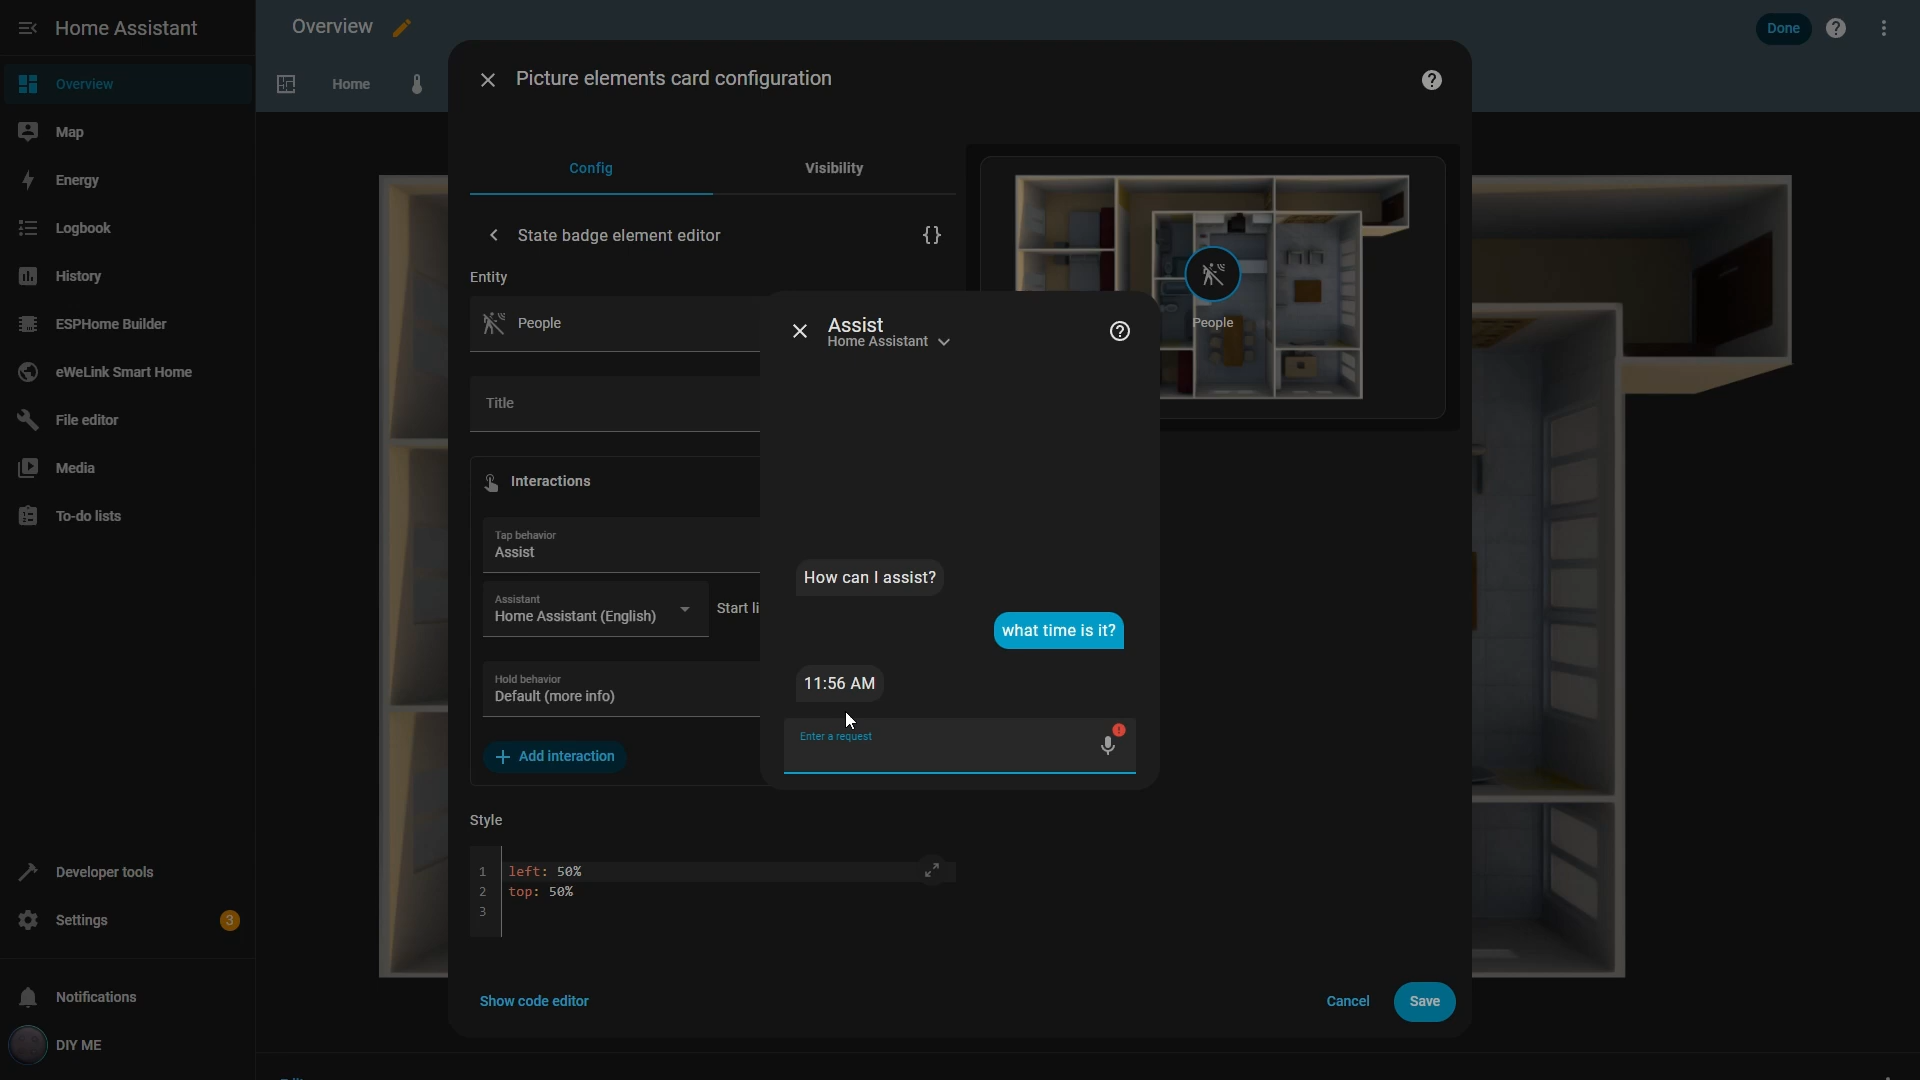 Home Assistant
Overview
Done
Overview
Home
Map
Energy
Logbook
History
ESPHome Builder
eWeLink Smart Home
File editor
Media
To-do lists
Developer tools
Settings
3
Notifications
DIY ME
Picture elements card configuration
Config
Visibility
State badge element editor
{}
Entity
People
Title
Interactions
Tap behavior
Assist
Assistant
Home Assistant (English)
Start li
Hold behavior
Default (more info)
Add interaction
Style
1 left: 50%
2 top: 50%
3
Show code editor
Cancel
Save
People
Assist
Home Assistant
How can I assist?
what time is it?
11:56 AM
Enter a request